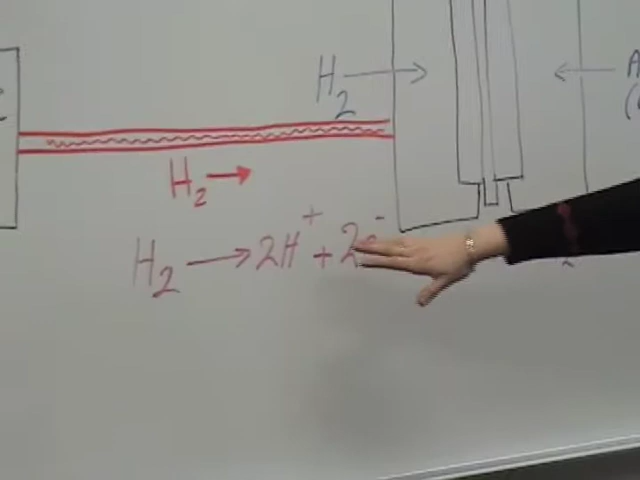 H₂ →
H₂ →
H₂ → 2H⁺ + 2e⁻